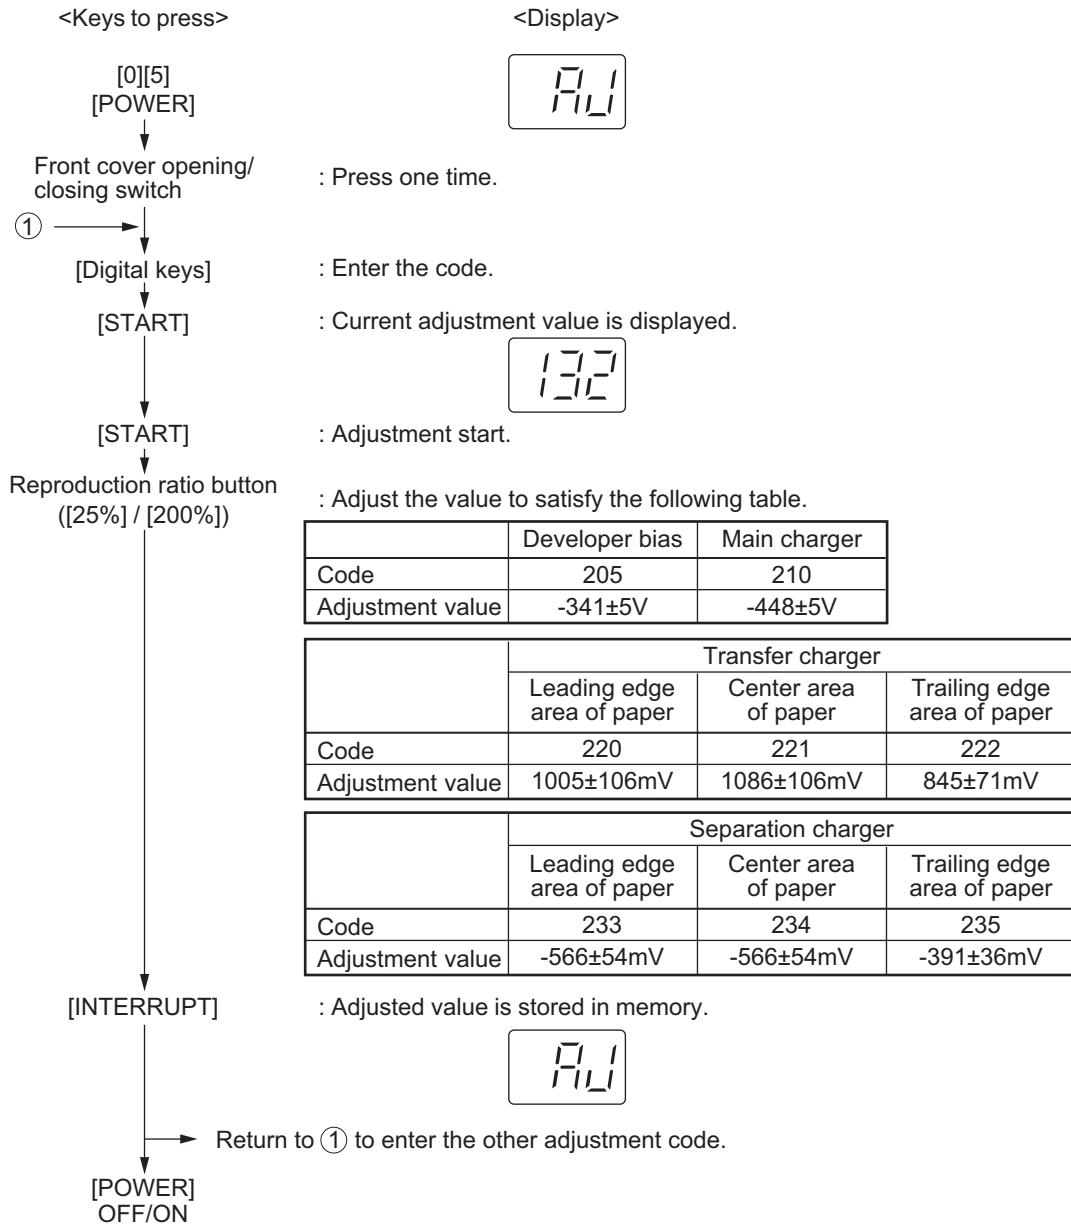 <Keys to press> <Display>
[0][5]
[POWER]
AJ
Front cover opening/
closing switch
: Press one time.
①
[Digital keys] : Enter the code.
[START] : Current adjustment value is displayed.
132
[START] : Adjustment start.
Reproduction ratio button
([25%] / [200%])
: Adjust the value to satisfy the following table.
Developer bias Main charger
Code 205 210
Adjustment value -341±5V -448±5V
Transfer charger
Leading edge
area of paper
Center area
of paper
Trailing edge
area of paper
Code 220 221 222
Adjustment value 1005±106mV 1086±106mV 845±71mV
Separation charger
Leading edge
area of paper
Center area
of paper
Trailing edge
area of paper
Code 233 234 235
Adjustment value -566±54mV -566±54mV -391±36mV
[INTERRUPT] : Adjusted value is stored in memory.
AJ
Return to ① to enter the other adjustment code.
[POWER]
OFF/ON